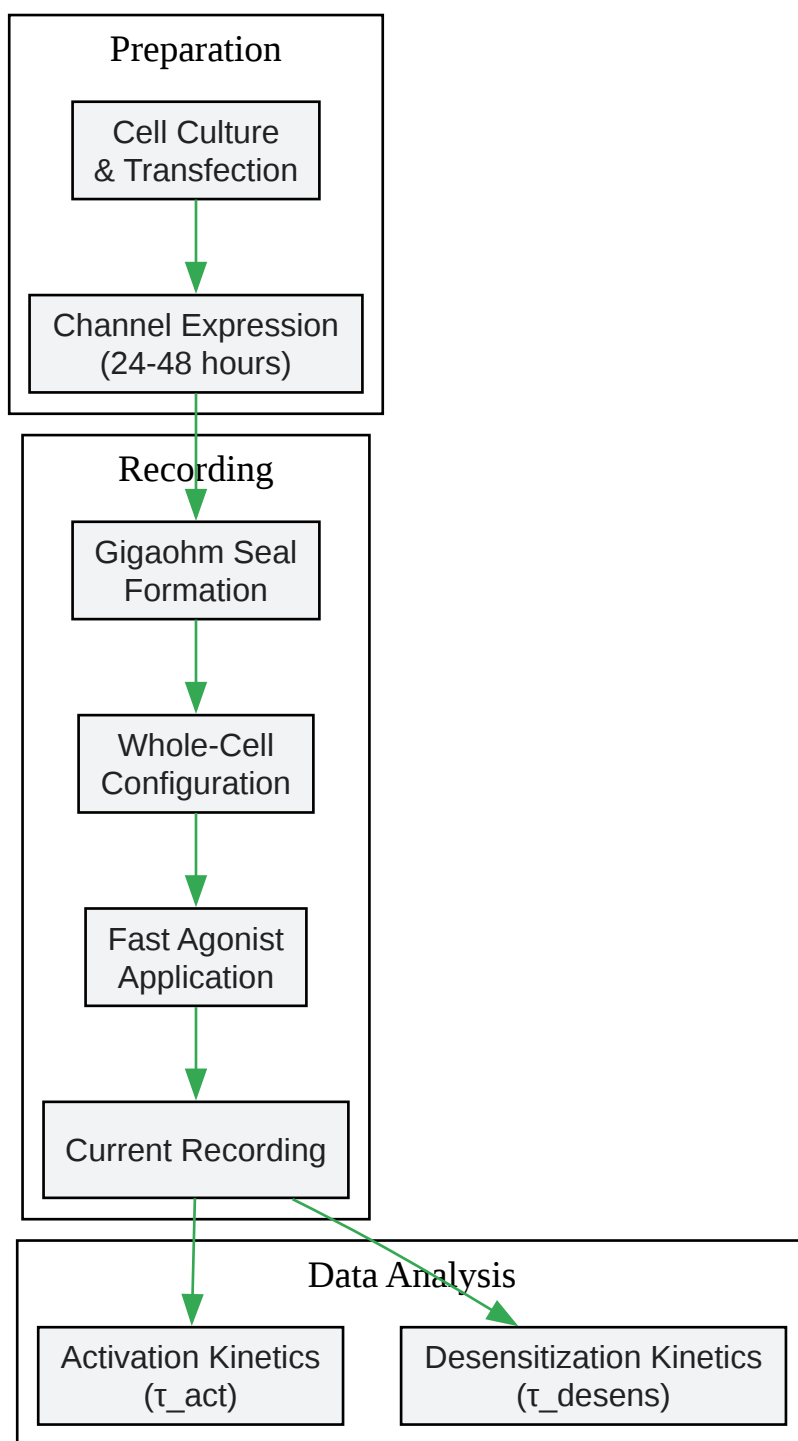 Preparation
Cell Culture
& Transfection
Channel Expression
(24-48 hours)
Recording
Gigaohm Seal
Formation
Whole-Cell
Configuration
Fast Agonist
Application
Current Recording
Data Analysis
Activation Kinetics
(τ_act)
Desensitization Kinetics
(τ_desens)